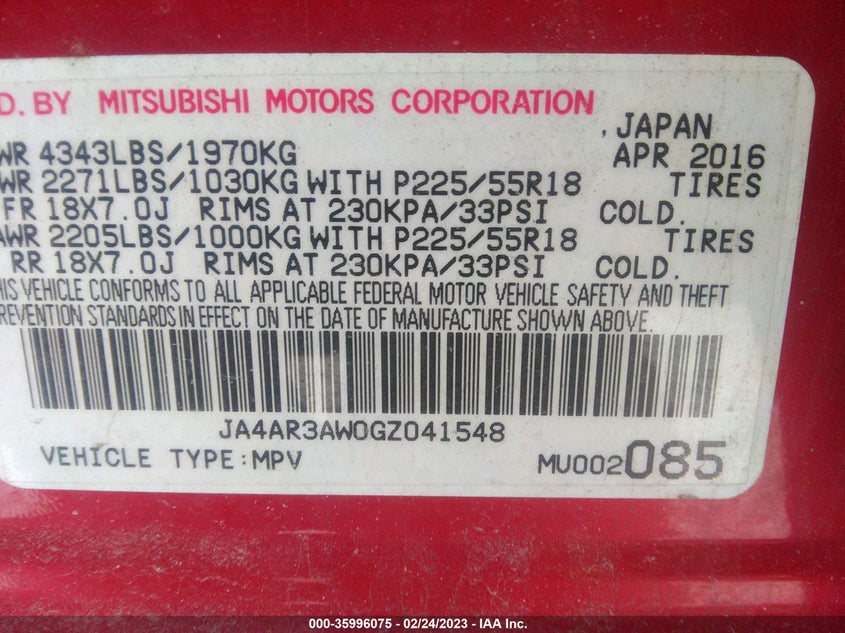 D. BY MITSUBISHI MOTORS CORPORATION
, JAPAN
WR 4343LBS/1970KG APR 2016
WR 2271LBS/1030KG WITH P225/55R18 TIRES
FR 18X7.0J RIMS AT 230KPA/33PSI COLD.
AWR 2205LBS/1000KG WITH P225/55R18 TIRES
RR 18X7.0J RIMS AT 230KPA/33PSI COLD.
HIS VEHICLE CONFORMS TO ALL APPLICABLE FEDERAL MOTOR VEHICLE SAFETY AND THEFT
REVENTION STANDARDS IN EFFECT ON THE DATE OF MANUFACTURE SHOWN ABOVE.
JA4AR3AW0GZ041548
VEHICLE TYPE:MPV MU002085
000-35996075 - 02/24/2023 - IAA Inc.